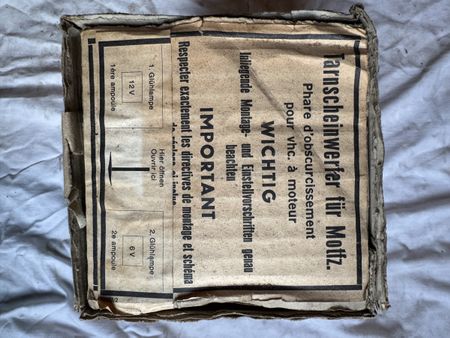 Tarnscheinwerfer für Motfz.
Phare d'obscurcissement
pour Vhc. à moteur
WICHTIG
Inliegende Montage- und Einstellvorschriften genau
beachten
IMPORTANT
Respecter exactement les directives de montage et schéma
1. Glühlampe
12 V
1ère ampoule
Hier öffnen
Ouvrir ici
2. Glühlampe
6 V
2e ampoule